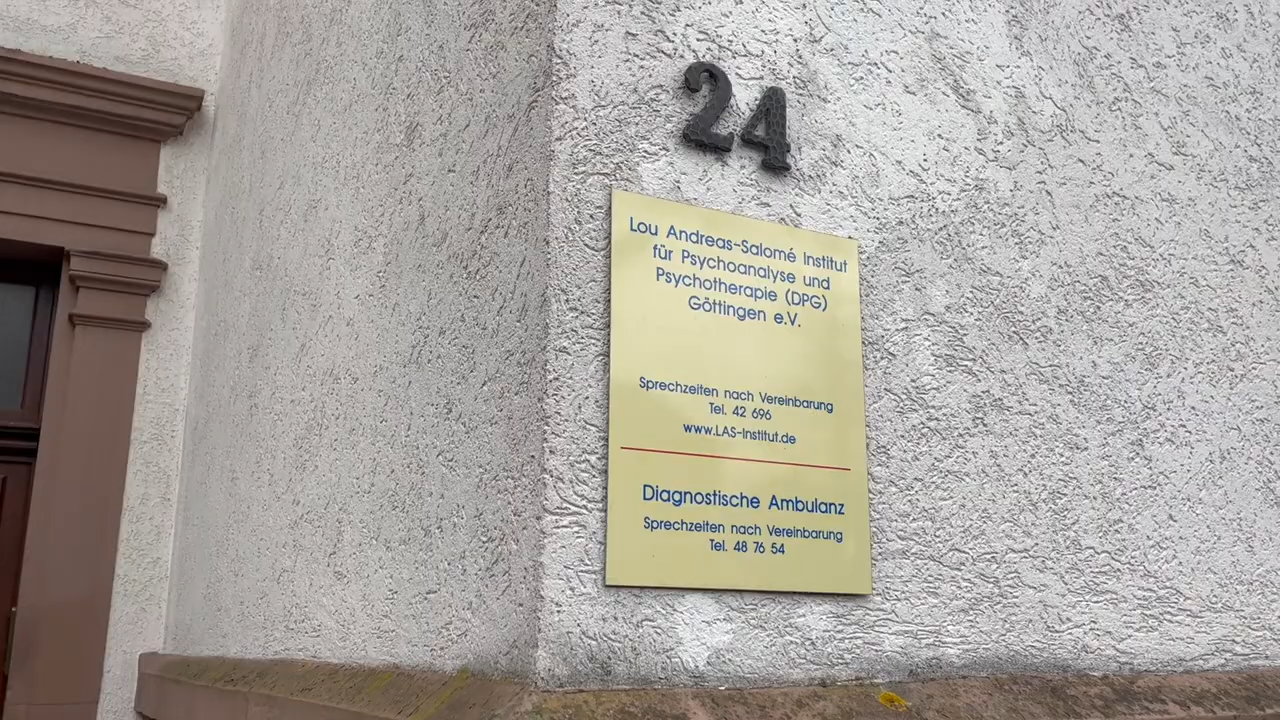 24
Lou Andreas-Salomé Institut
für Psychoanalyse und
Psychotherapie (DPG)
Göttingen e.V.
Sprechzeiten nach Vereinbarung
Tel. 42 696
www.LAS-Institut.de
Diagnostische Ambulanz
Sprechzeiten nach Vereinbarung
Tel. 48 76 54